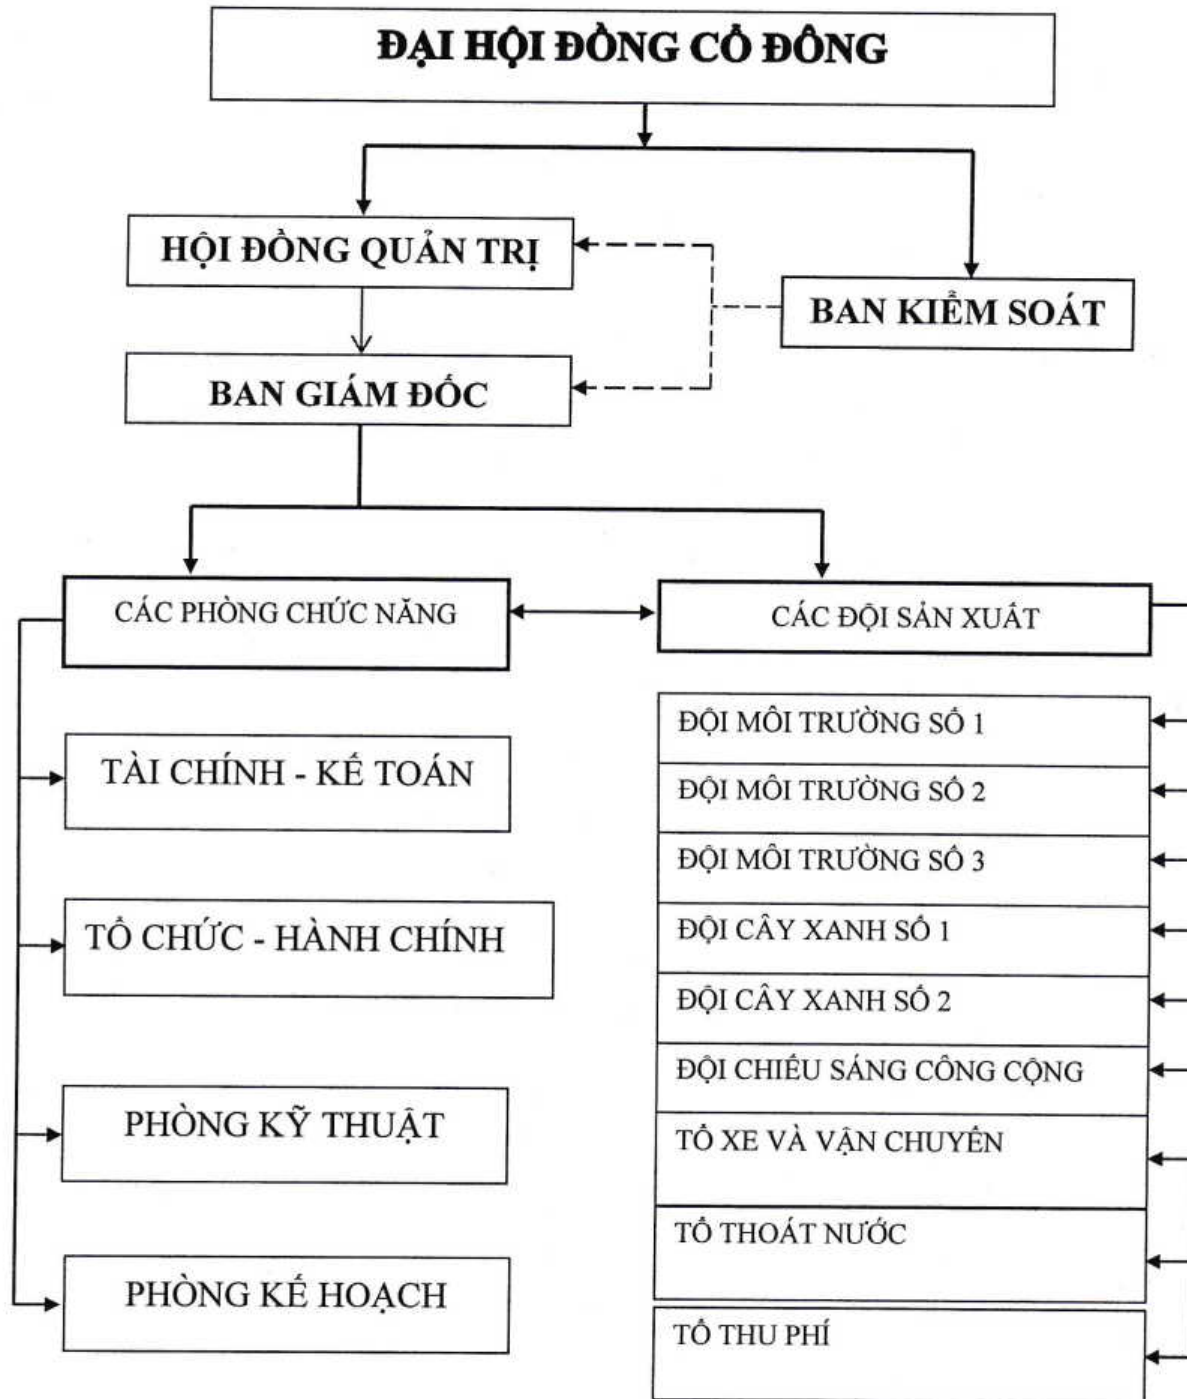 ĐẠI HỘI ĐỒNG CỔ ĐÔNG
HỘI ĐỒNG QUẢN TRỊ
BAN KIỂM SOÁT
BAN GIÁM ĐỐC
CÁC PHÒNG CHỨC NĂNG
CÁC ĐỘI SẢN XUẤT
TÀI CHÍNH - KẾ TOÁN
TỔ CHỨC - HÀNH CHÍNH
PHÒNG KỸ THUẬT
PHÒNG KẾ HOẠCH
ĐỘI MÔI TRƯỜNG SỐ 1
ĐỘI MÔI TRƯỜNG SỐ 2
ĐỘI MÔI TRƯỜNG SỐ 3
ĐỘI CÂY XANH SỐ 1
ĐỘI CÂY XANH SỐ 2
ĐỘI CHIẾU SÁNG CÔNG CỘNG
TỔ XE VÀ VẬN CHUYỂN
TỔ THOÁT NƯỚC
TỔ THU PHÍ